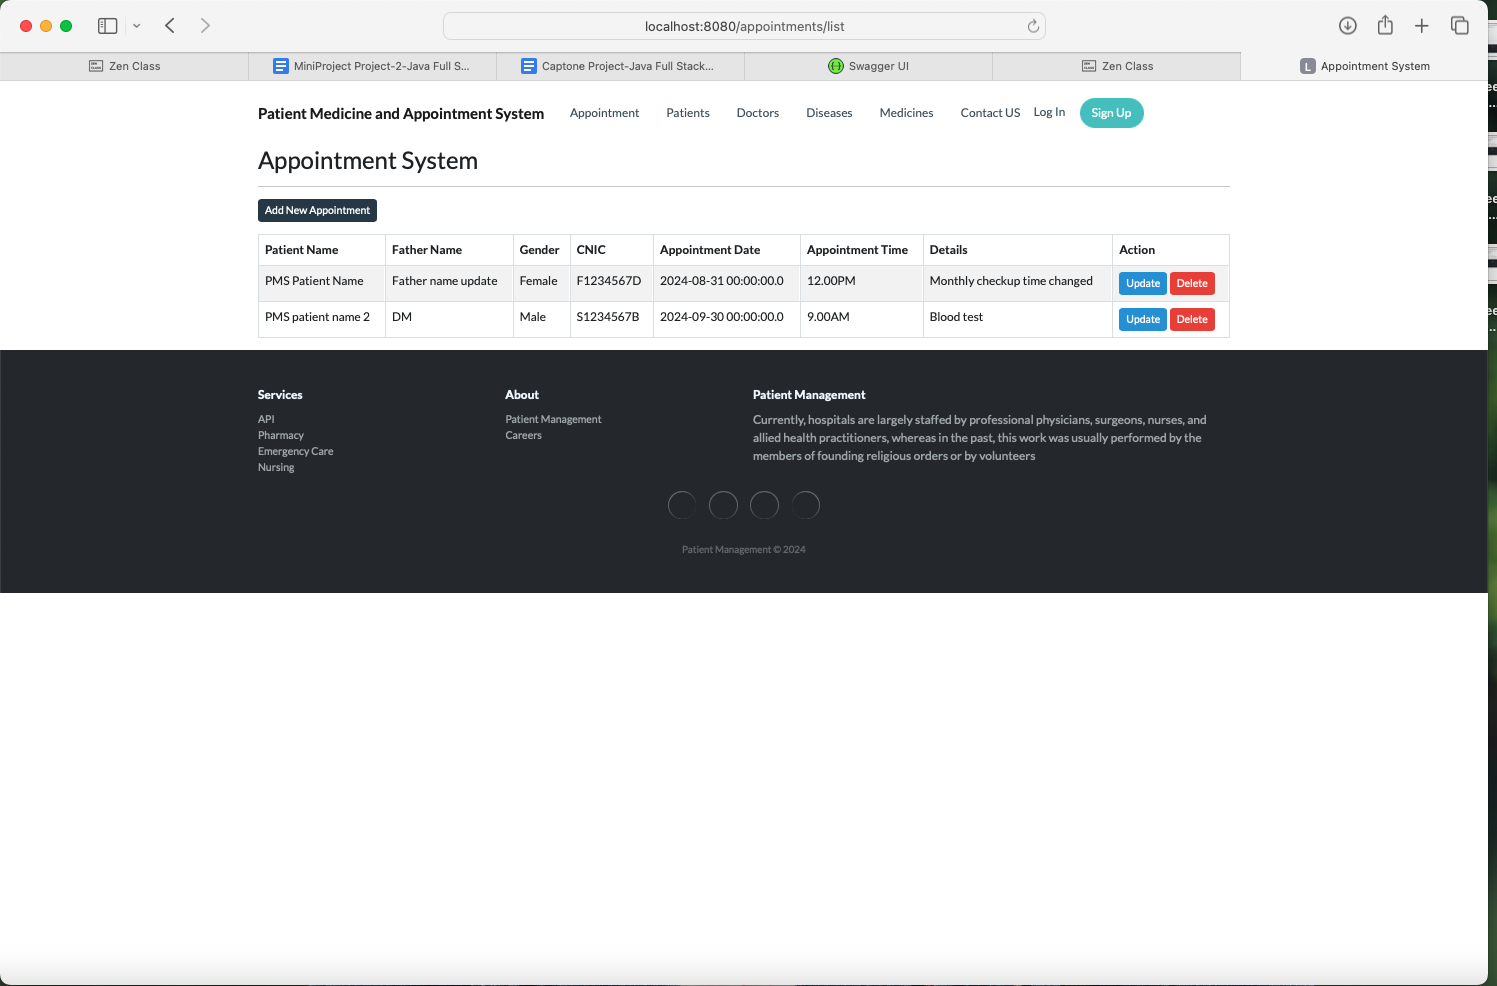 localhost:8080/appointments/list
Zen Class
MiniProject Project-2-Java Full S...
Captone Project-Java Full Stack...
Swagger UI
Zen Class
L Appointment System
Patient Medicine and Appointment System Appointment Patients Doctors Diseases Medicines Contact US Log In Sign Up
Appointment System
Add New Appointment
Patient Name Father Name Gender CNIC Appointment Date Appointment Time Details Action
PMS Patient Name Father name update Female F1234567D 2024-08-31 00:00:00.0 12.00PM Monthly checkup time changed Update Delete
PMS patient name 2 DM Male S1234567B 2024-09-30 00:00:00.0 9.00AM Blood test Update Delete
Services
API
Pharmacy
Emergency Care
Nursing
About
Patient Management
Careers
Patient Management
Currently, hospitals are largely staffed by professional physicians, surgeons, nurses, and
allied health practitioners, whereas in the past, this work was usually performed by the
members of founding religious orders or by volunteers
Patient Management © 2024